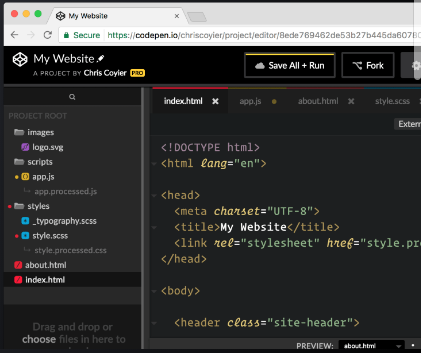 My Website
Secure
https://codepen.io/chriscoyier/project/editor/8ede769462de53b27b445da6078
My Website
A PROJECT BY Chris Coyier PRO
Save All + Run
Fork
PROJECT ROOT
images
logo.svg
scripts
app.js
app.processed.js
styles
_typography.scss
style.scss
style.processed.css
about.html
index.html
Drag and drop or
choose files in here to
index.html
app.js
about.html
style.scss
Extern
<!DOCTYPE html>
<html lang="en">
<head>
<meta charset="UTF-8">
<title>My Website</title>
<link rel="stylesheet" href="style.pro
</head>
<body>
<header class="site-header">
PREVIEW: about.html